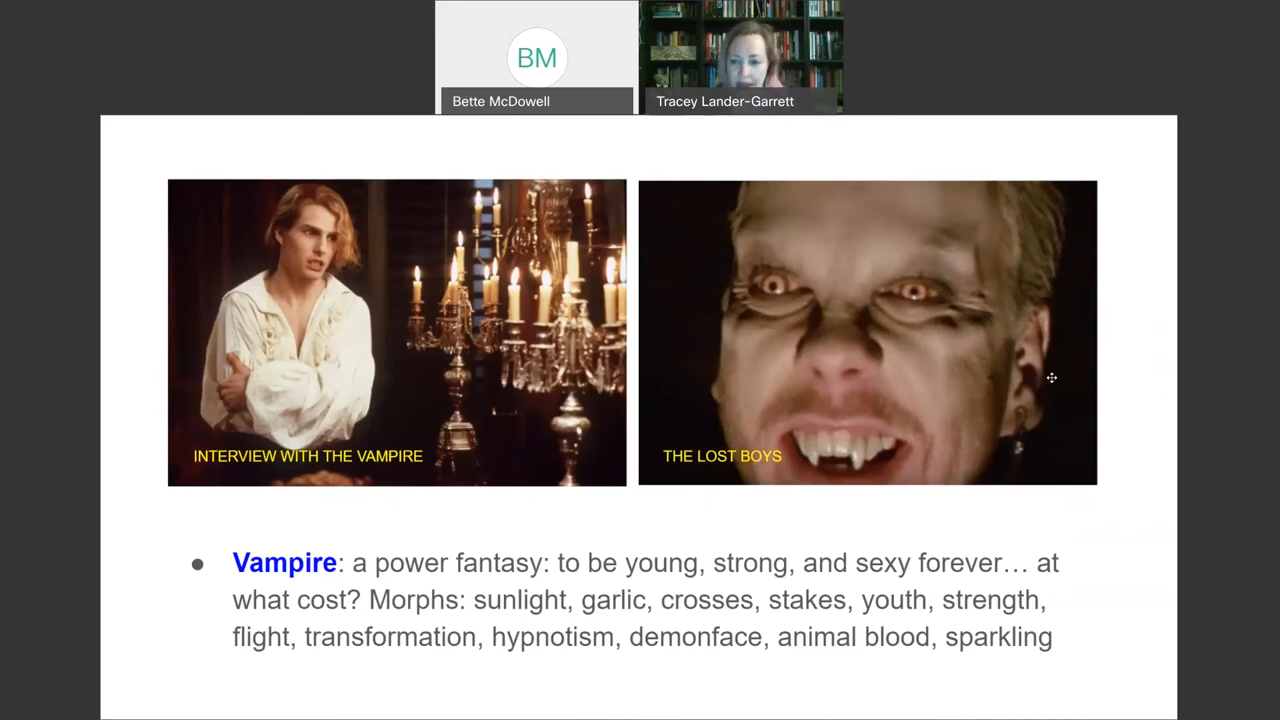 BM
Bette McDowell
Tracey Lander-Garrett
INTERVIEW WITH THE VAMPIRE
THE LOST BOYS
● Vampire: a power fantasy: to be young, strong, and sexy forever… at
what cost? Morphs: sunlight, garlic, crosses, stakes, youth, strength,
flight, transformation, hypnotism, demonface, animal blood, sparkling